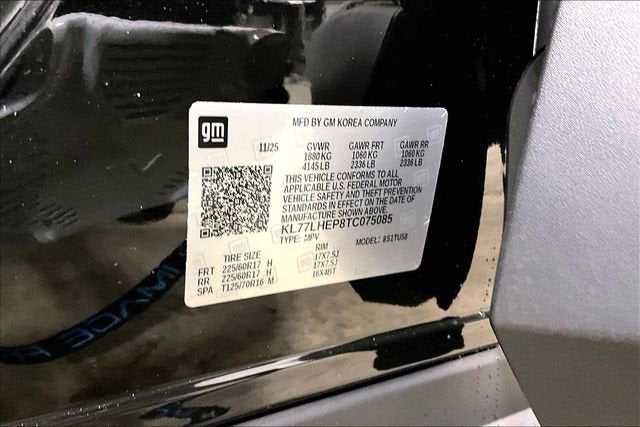 gm
MFD BY GM KOREA COMPANY
11/25 GVWR GAWR FRT GAWR RR
1880 KG 1060 KG 1060 KG
4145 LB 2336 LB 2336 LB
THIS VEHICLE CONFORMS TO ALL
APPLICABLE U.S. FEDERAL MOTOR
VEHICLE SAFETY AND THEFT PREVENTION
STANDARDS IN EFFECT ON THE DATE OF
MANUFACTURE SHOWN ABOVE.
KL77LHEP8TC075085
TYPE: MPV MODEL: 851TU58
TIRE SIZE RIM
FRT 225/60R17 H 17X7.5J
RR 225/60R17 H 17X7.5J
SPA T125/70R16 M 16X4BT